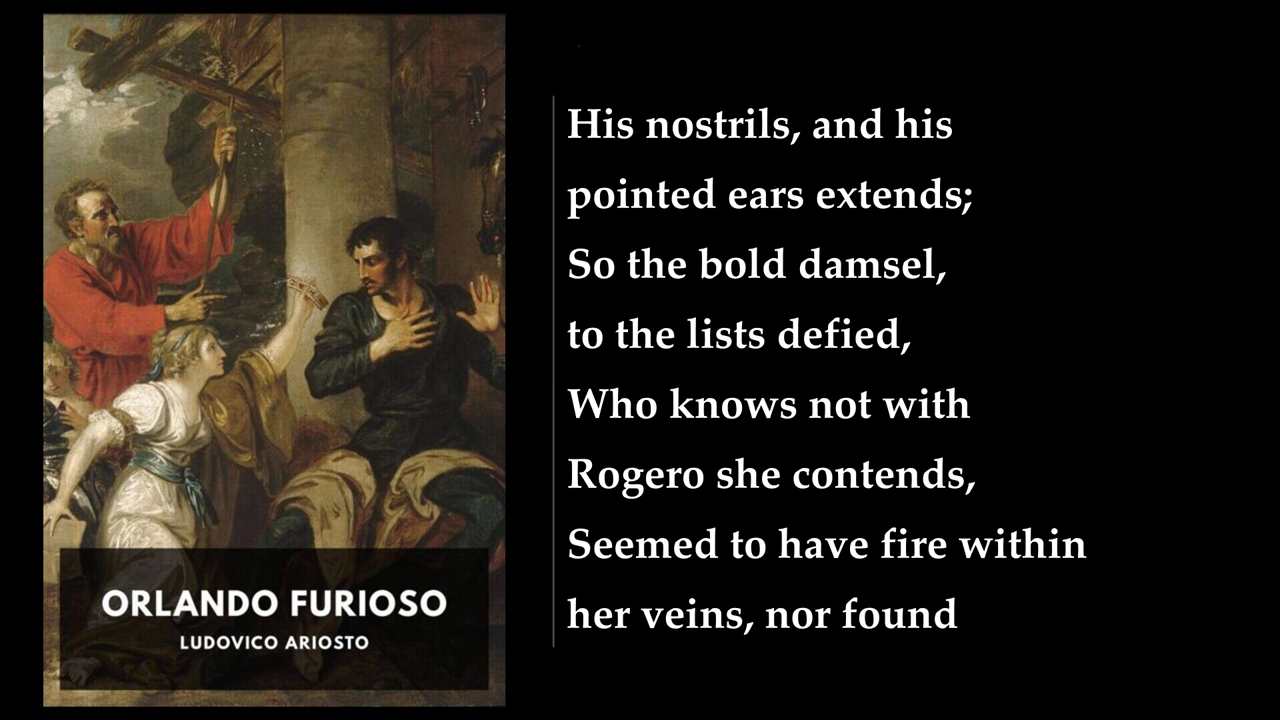 His nostrils, and his
pointed ears extends;
So the bold damsel,
to the lists defied,
Who knows not with
Rogero she contends,
Seemed to have fire within
her veins, nor found
ORLANDO FURIOSO
LUDOVICO ARIOSTO